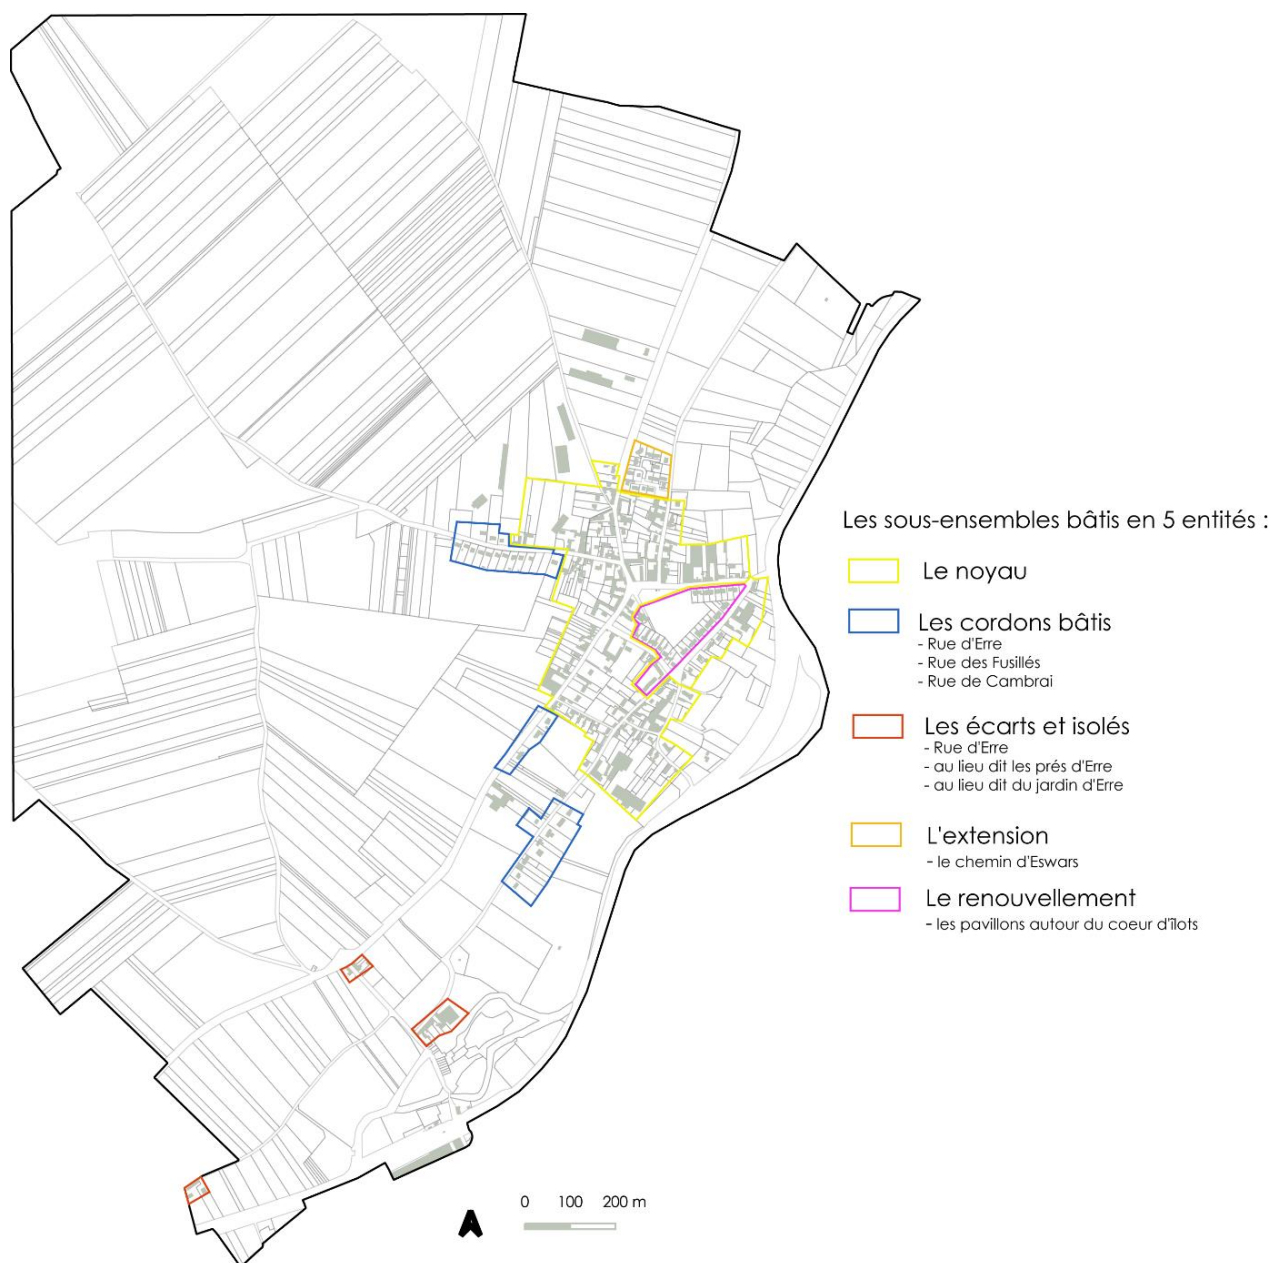 Les sous-ensembles bâtis en 5 entités :
Le noyau
Les cordons bâtis
- Rue d'Erre
- Rue des Fusillés
- Rue de Cambrai
Les écarts et isolés
- Rue d'Erre
- au lieu dit les prés d'Erre
- au lieu dit du jardin d'Erre
L'extension
- le chemin d'Eswars
Le renouvellement
- les pavillons autour du coeur d'îlots
0 100 200 m